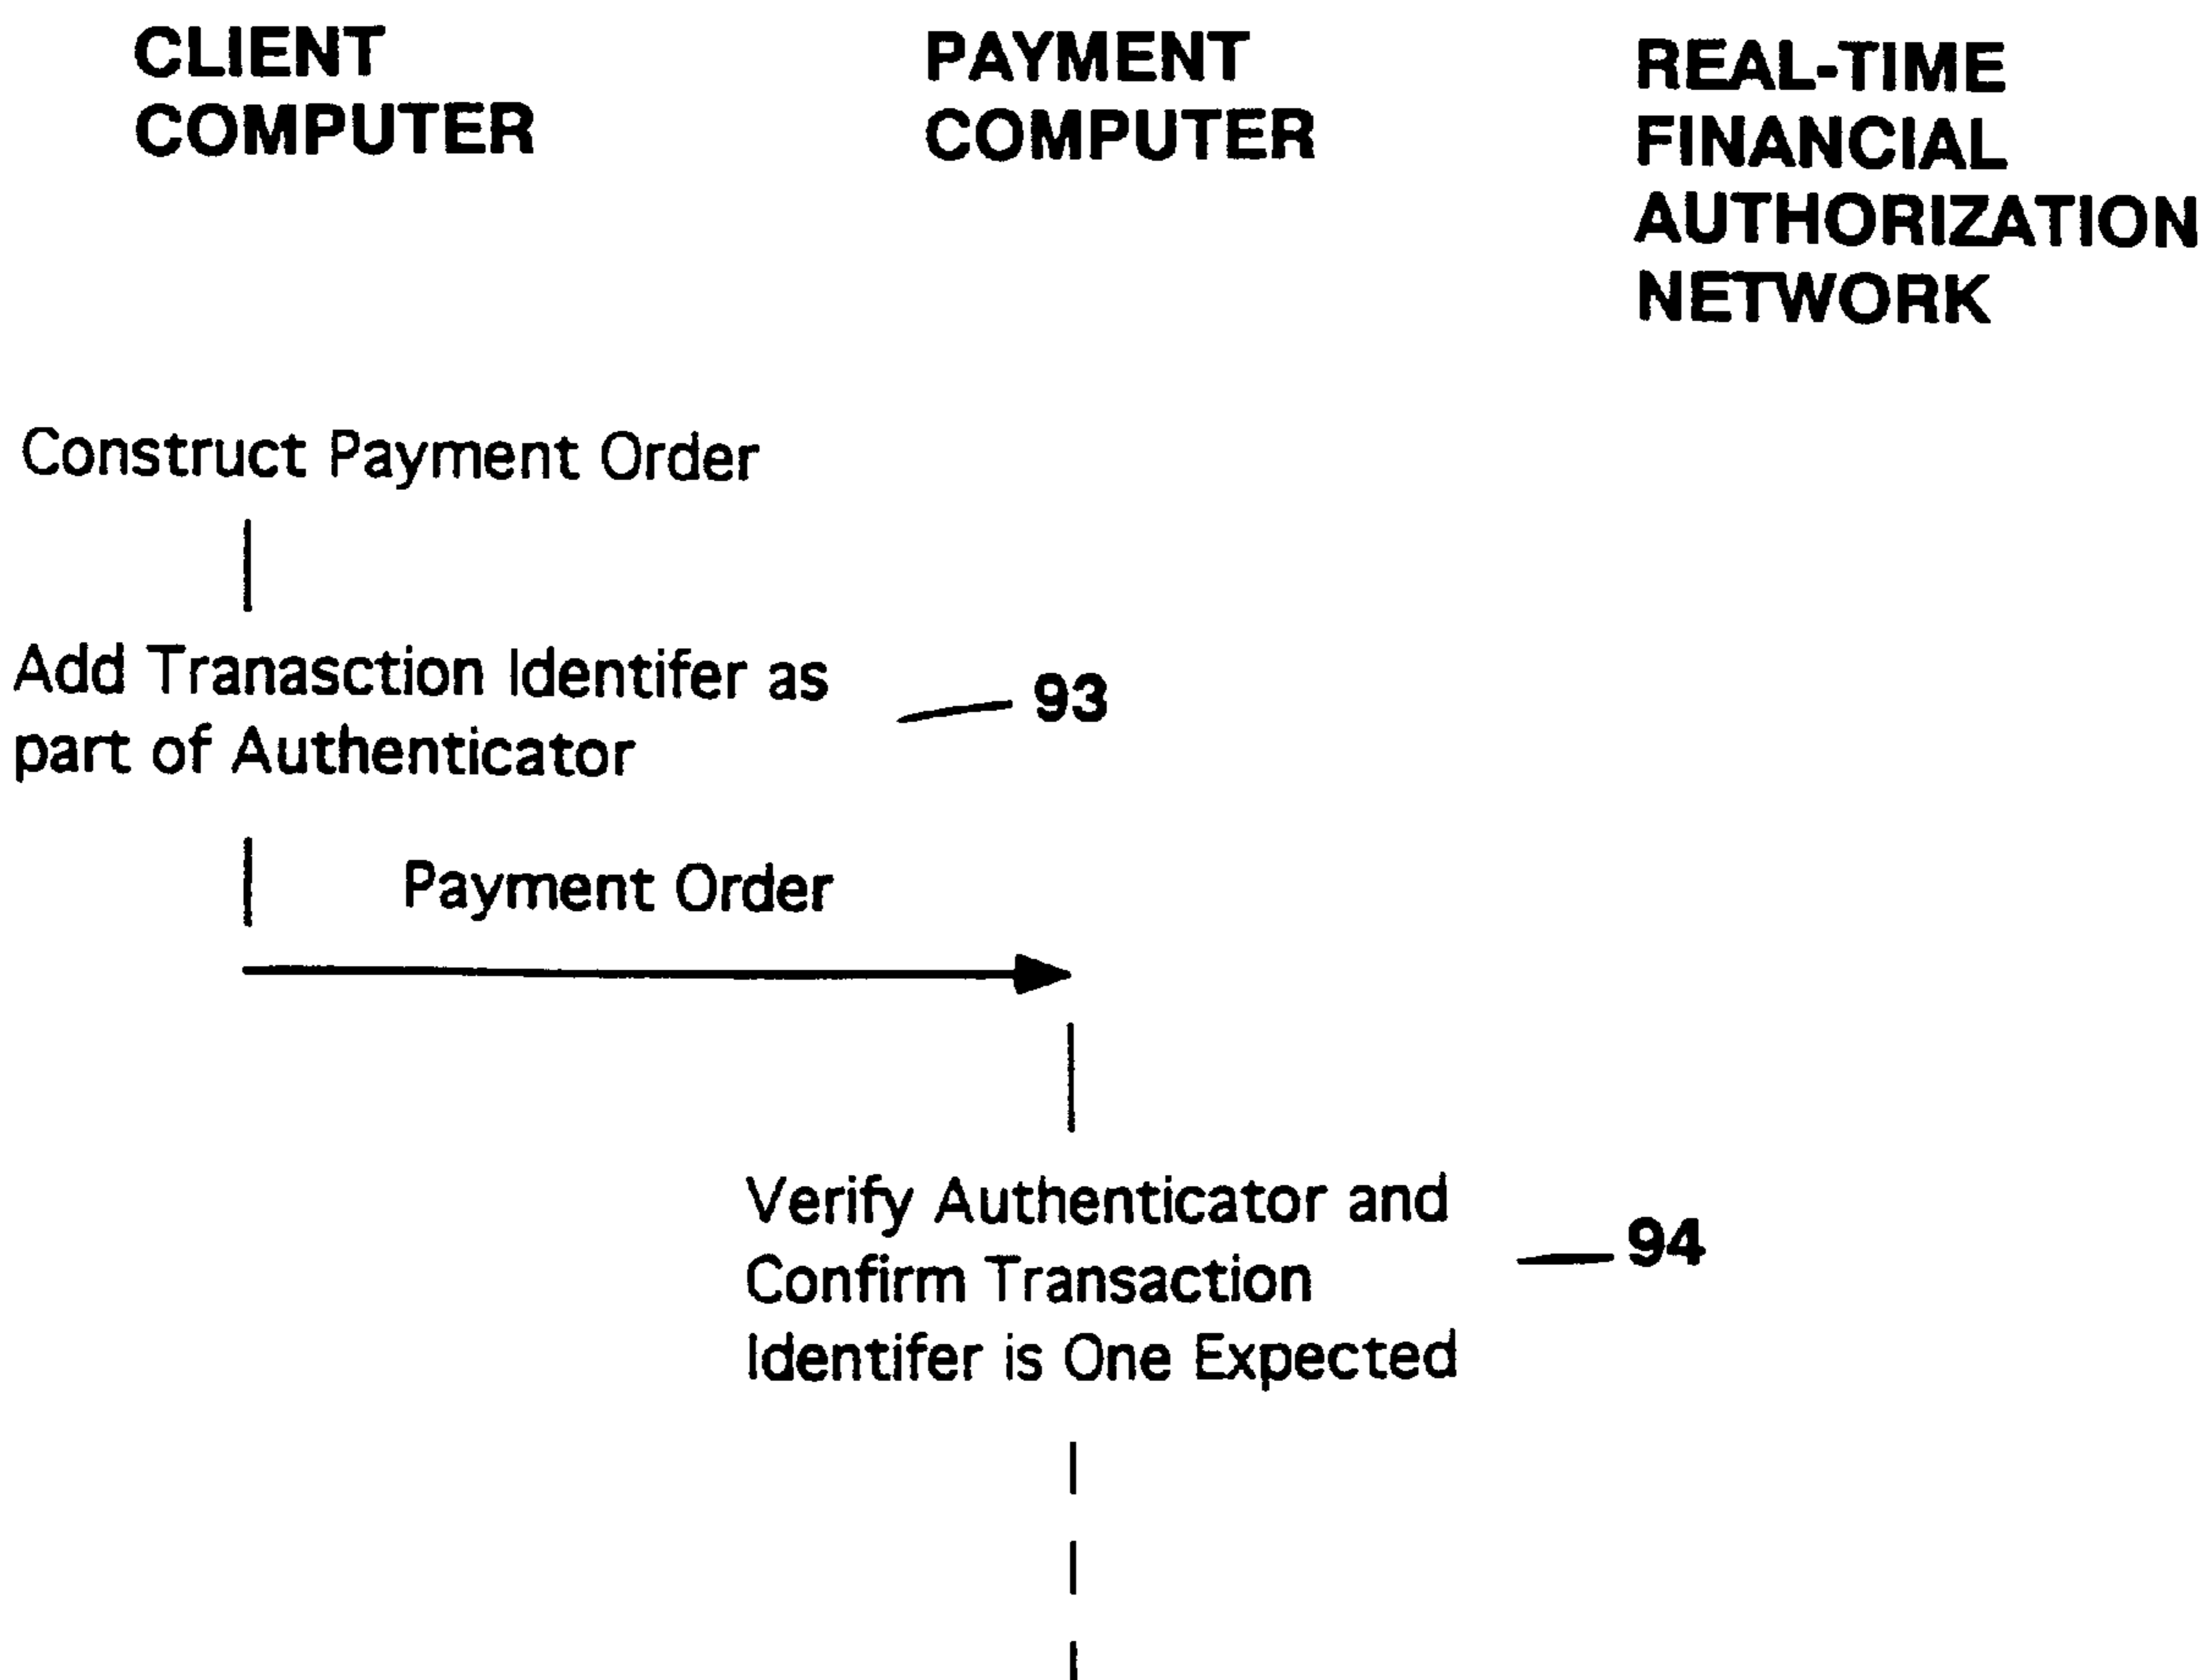 CLIENT
COMPUTER
PAYMENT
COMPUTER
REAL-TIME
FINANCIAL
AUTHORIZATION
NETWORK
Construct Payment Order
Add Tranasction Identifer as
part of Authenticator
93
Payment Order
Verify Authenticator and
Confirm Transaction
Identifer is One Expected
94